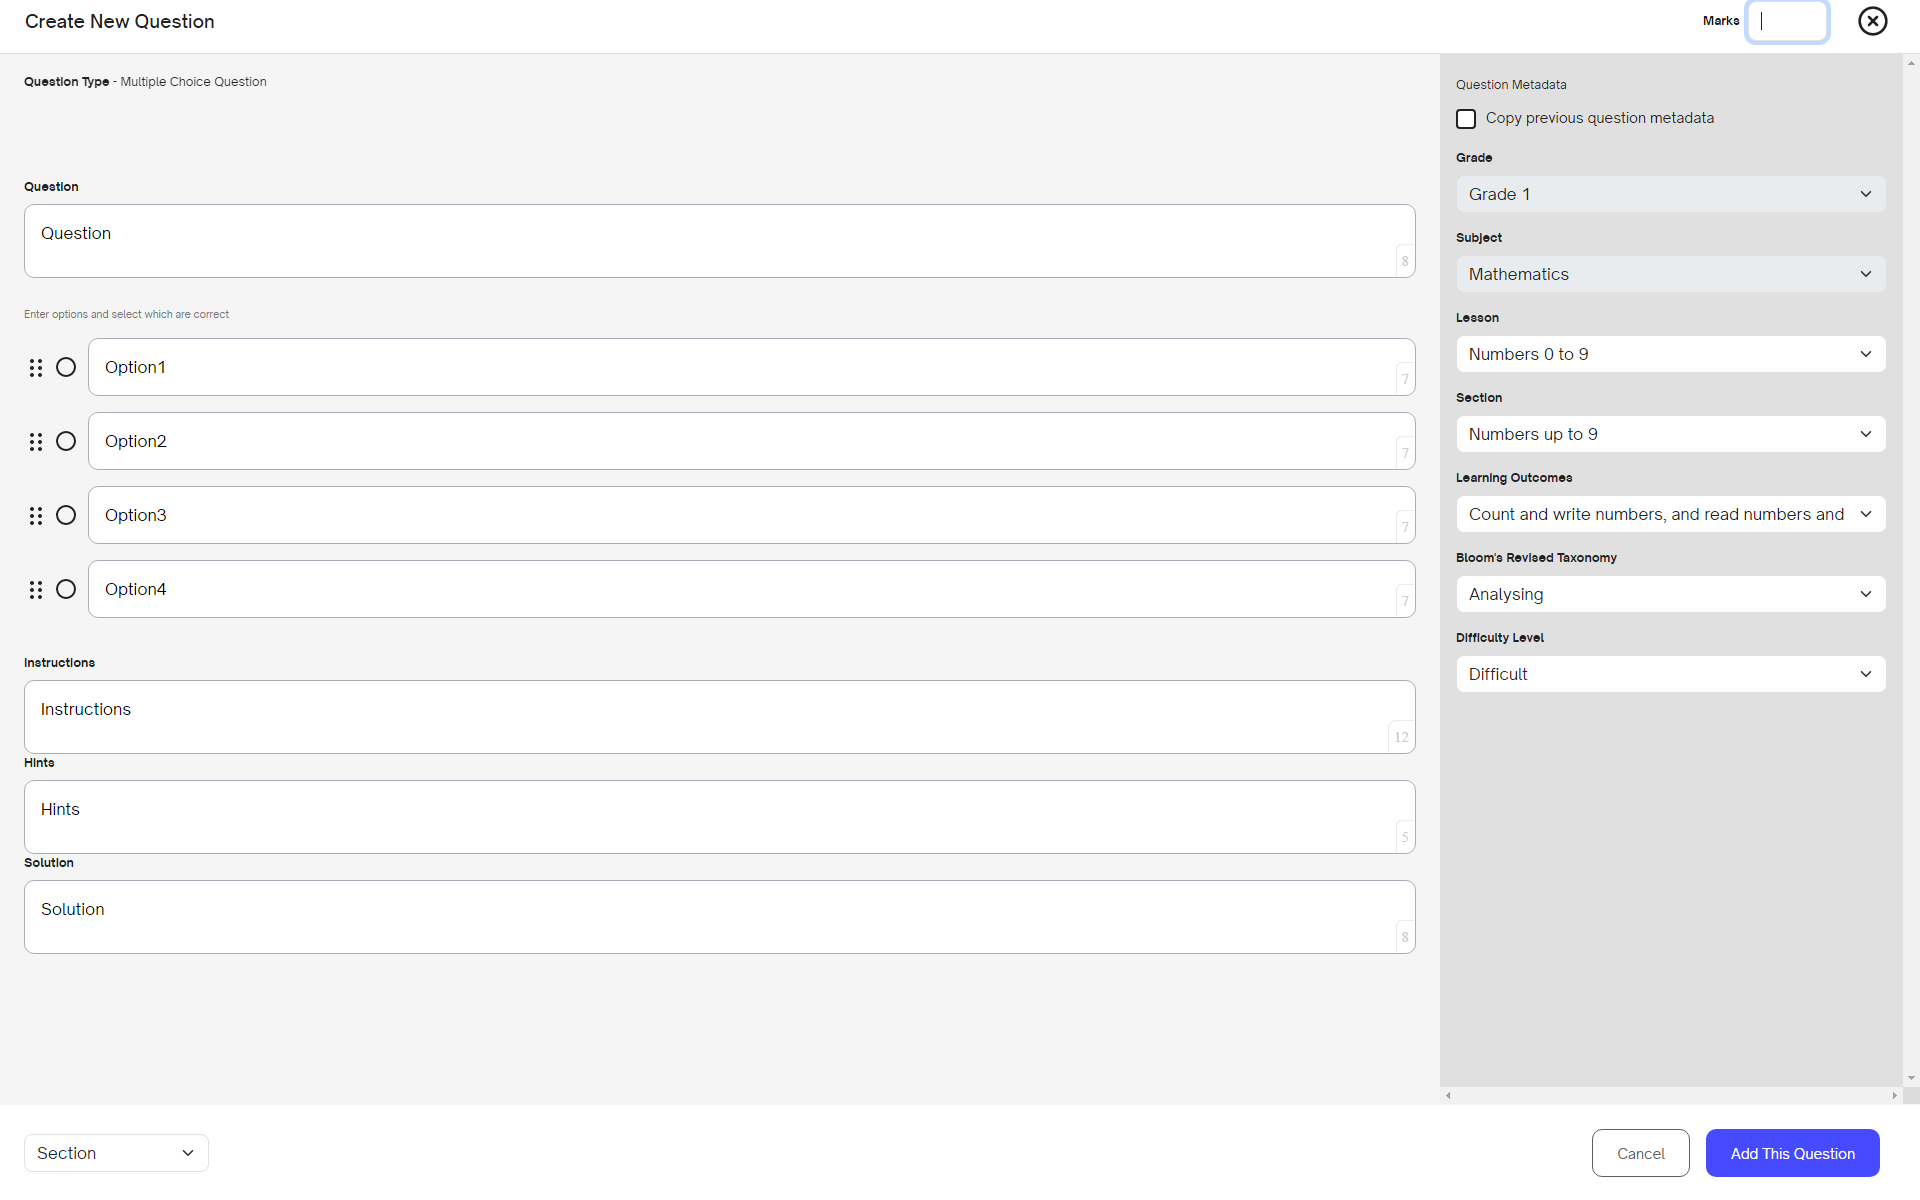 Create New Question
Marks
Question Type - Multiple Choice Question
Question
Question
8
Enter options and select which are correct
Option1
7
Option2
7
Option3
7
Option4
7
Instructions
Instructions
12
Hints
Hints
5
Solution
Solution
8
Question Metadata
Copy previous question metadata
Grade
Grade 1
Subject
Mathematics
Lesson
Numbers 0 to 9
Section
Numbers up to 9
Learning Outcomes
Count and write numbers, and read numbers and
Bloom's Revised Taxonomy
Analysing
Difficulty Level
Difficult
Section
Cancel
Add This Question